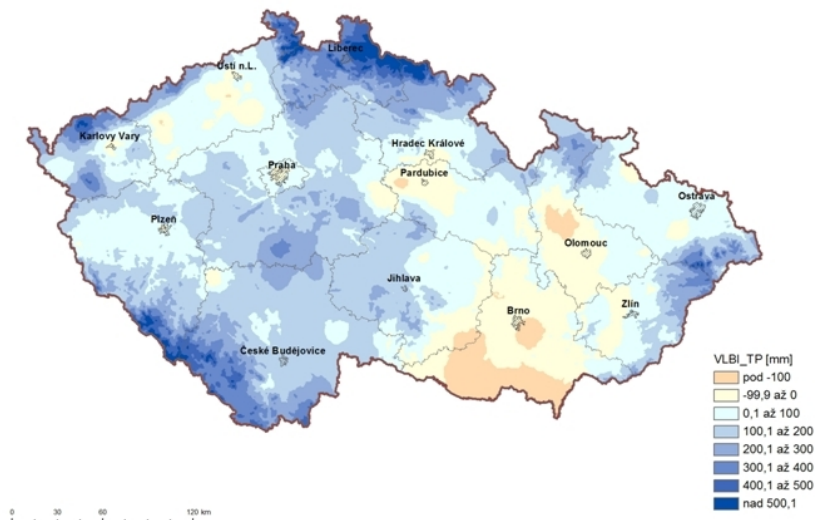 Liberec
Ústí n.L.
Karlovy Vary
Hradec Králové
Praha
Pardubice
Ostrava
Plzeň
Olomouc
Jihlava
Zlín
Brno
České Budějovice
VLBI_TP [mm]
pod -100
-99,9 až 0
0,1 až 100
100,1 až 200
200,1 až 300
300,1 až 400
400,1 až 500
nad 500,1
0 30 60 120 km